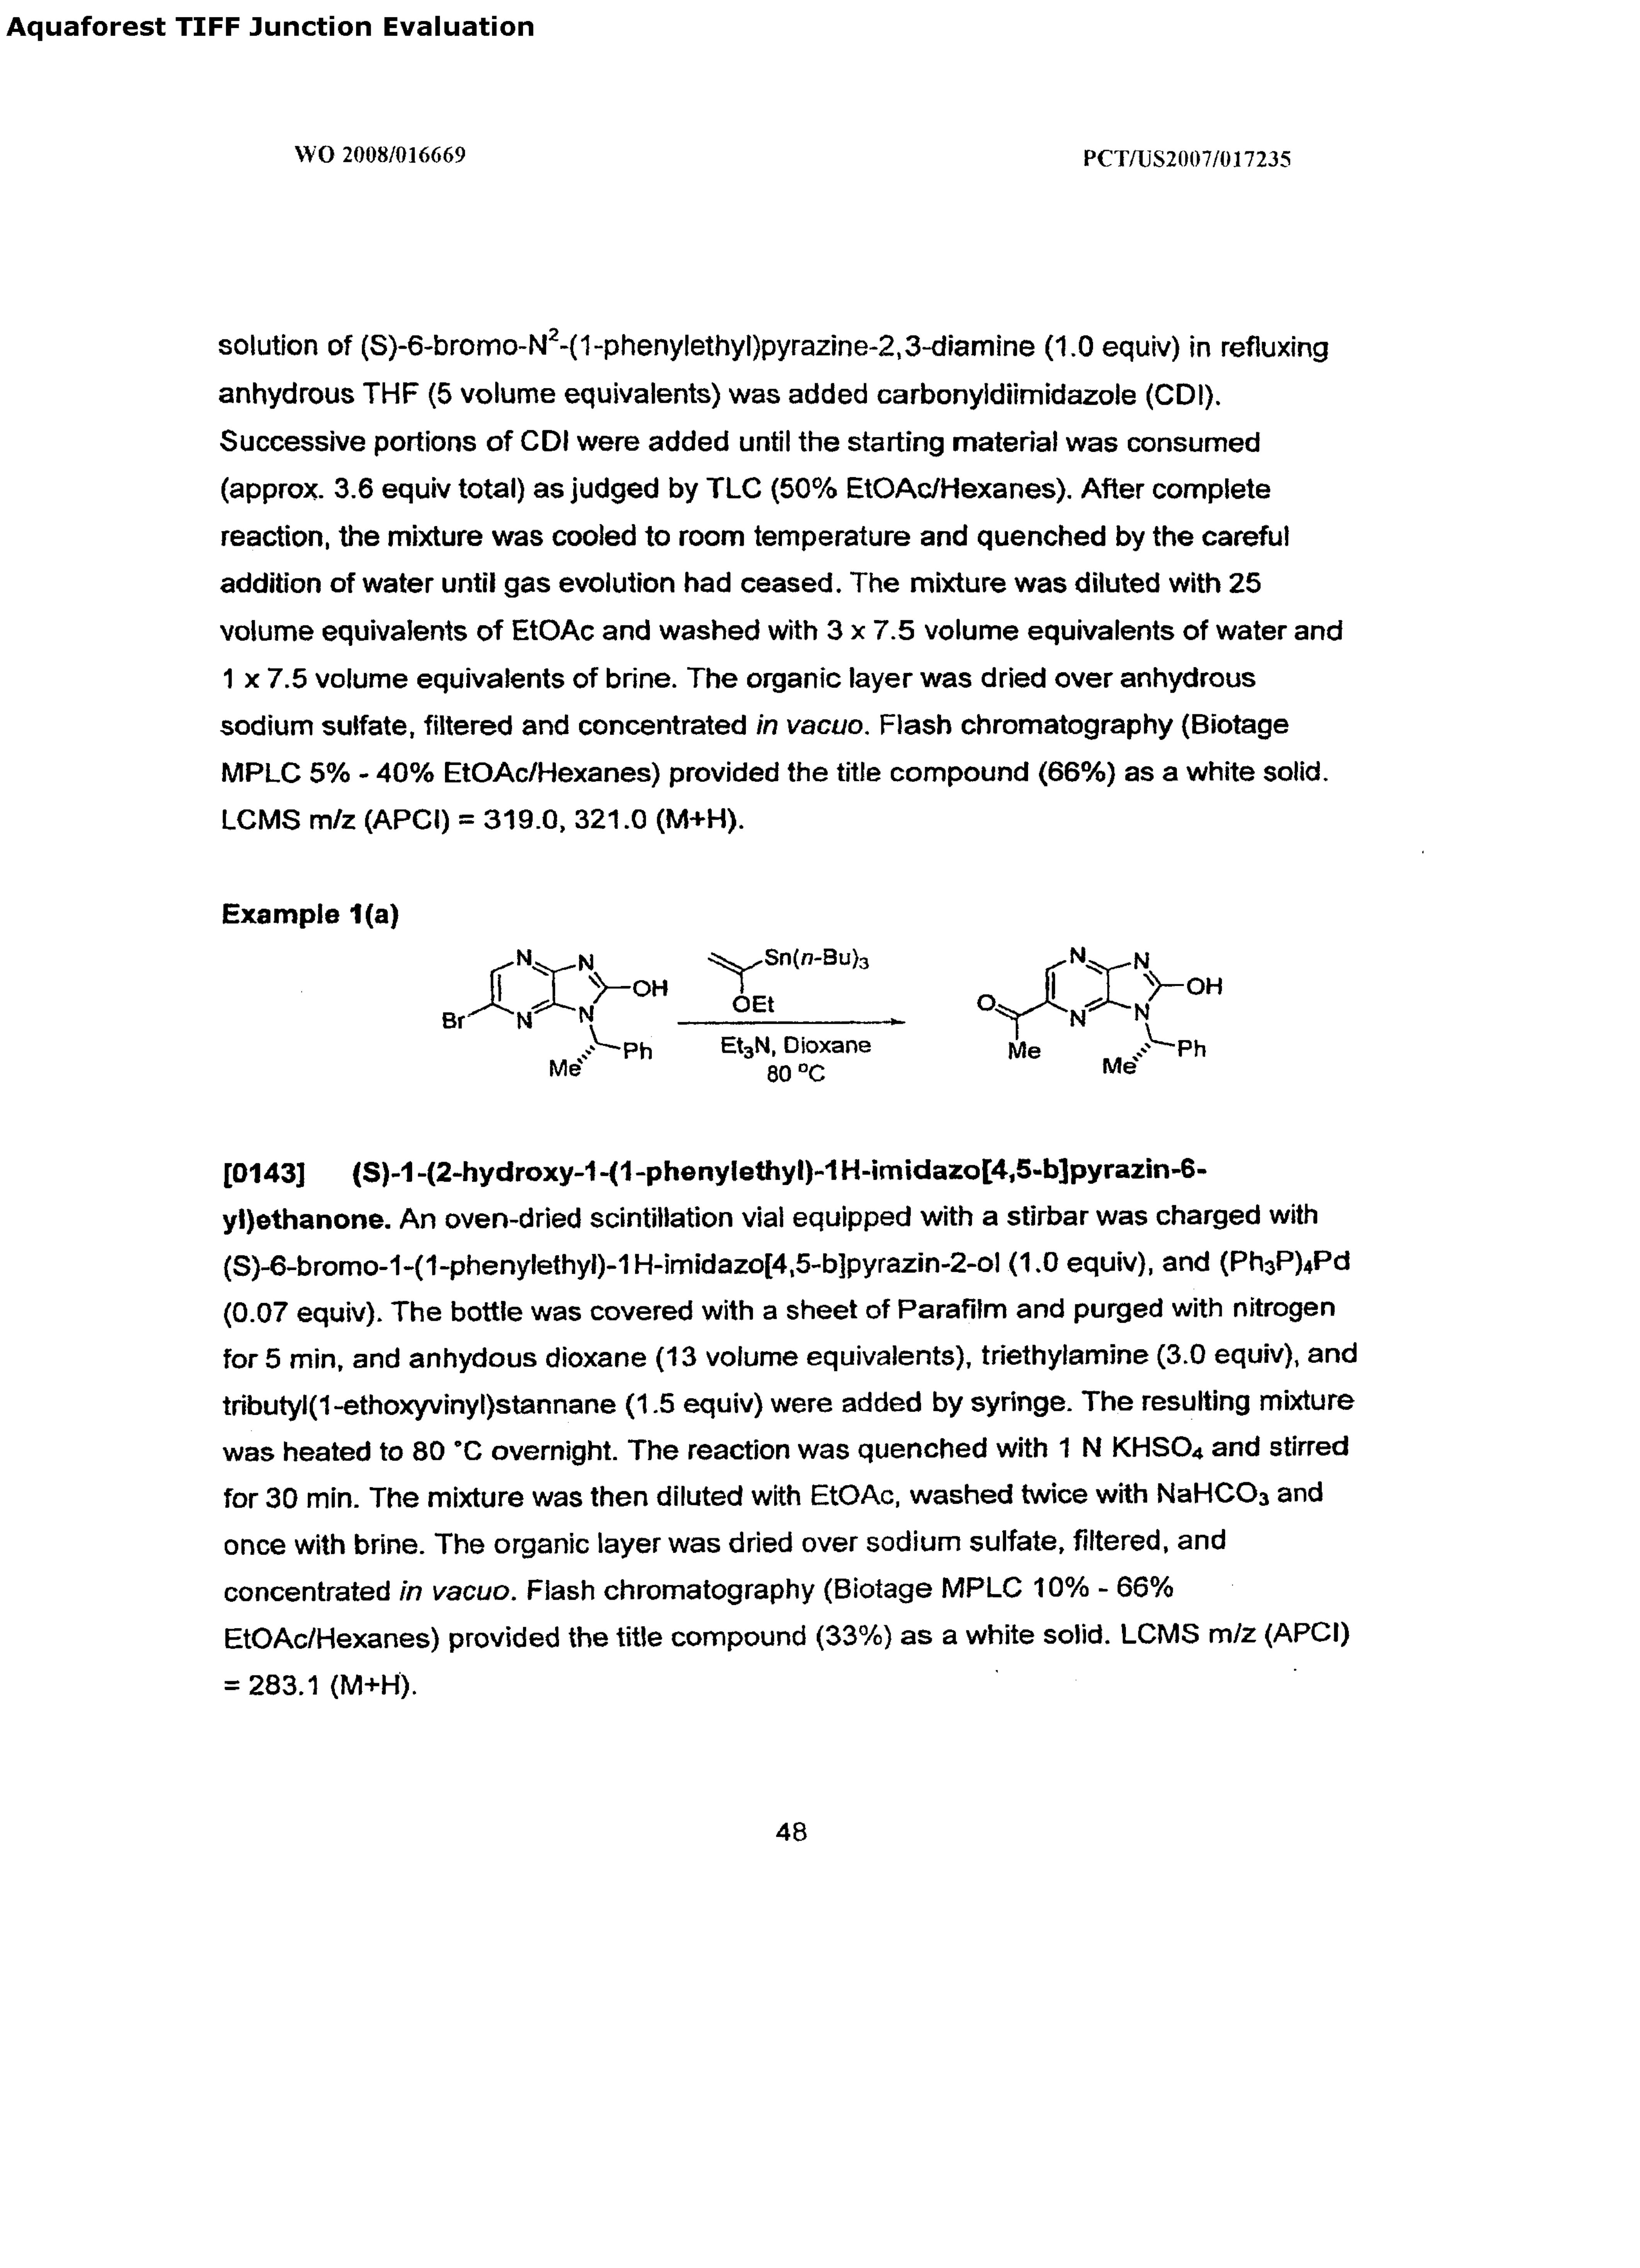 Aquaforest TIFF Junction Evaluation
WO 2008/016669 PCT/US2007/017235
solution of (S)-6-bromo-N²-(1-phenylethyl)pyrazine-2,3-diamine (1.0 equiv) in refluxing
anhydrous THF (5 volume equivalents) was added carbonyldiimidazole (CDI).
Successive portions of CDI were added until the starting material was consumed
(approx. 3.6 equiv total) as judged by TLC (50% EtOAc/Hexanes). After complete
reaction, the mixture was cooled to room temperature and quenched by the careful
addition of water until gas evolution had ceased. The mixture was diluted with 25
volume equivalents of EtOAc and washed with 3 x 7.5 volume equivalents of water and
1 x 7.5 volume equivalents of brine. The organic layer was dried over anhydrous
sodium sulfate, filtered and concentrated in vacuo. Flash chromatography (Biotage
MPLC 5% - 40% EtOAc/Hexanes) provided the title compound (66%) as a white solid.
LCMS m/z (APCI) = 319.0, 321.0 (M+H).
Example 1(a)
N N OH Br N N Ph Me
Sn(n-Bu)₃
OEt
Et₃N, Dioxane
80 °C
N N OH O N N Me Ph Me
[0143] (S)-1-(2-hydroxy-1-(1-phenylethyl)-1H-imidazo[4,5-b]pyrazin-6-
yl)ethanone. An oven-dried scintillation vial equipped with a stirbar was charged with
(S)-6-bromo-1-(1-phenylethyl)-1H-imidazo[4,5-b]pyrazin-2-ol (1.0 equiv), and (Ph₃P)₄Pd
(0.07 equiv). The bottle was covered with a sheet of Parafilm and purged with nitrogen
for 5 min, and anhydous dioxane (13 volume equivalents), triethylamine (3.0 equiv), and
tributyl(1-ethoxyvinyl)stannane (1.5 equiv) were added by syringe. The resulting mixture
was heated to 80 °C overnight. The reaction was quenched with 1 N KHSO₄ and stirred
for 30 min. The mixture was then diluted with EtOAc, washed twice with NaHCO₃ and
once with brine. The organic layer was dried over sodium sulfate, filtered, and
concentrated in vacuo. Flash chromatography (Biotage MPLC 10% - 66%
EtOAc/Hexanes) provided the title compound (33%) as a white solid. LCMS m/z (APCI)
= 283.1 (M+H).
48